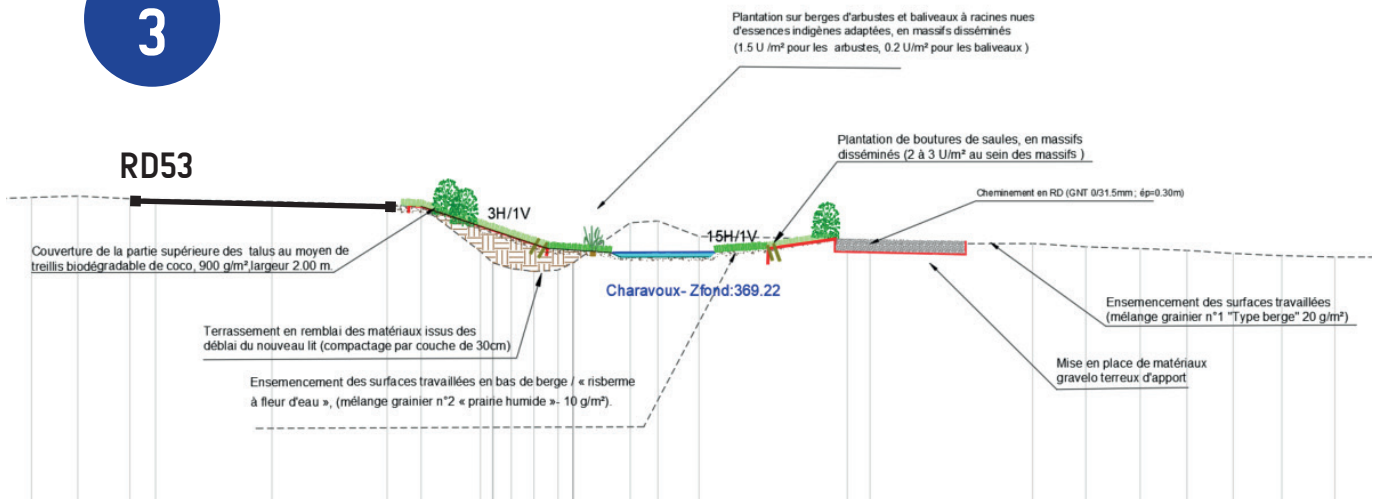 3
Plantation sur berges d'arbustes et baliveaux à racines nues
d'essences indigènes adaptées, en massifs disséminés
(1.5 U /m² pour les arbustes, 0.2 U/m² pour les baliveaux )
RD53
Plantation de boutures de saules, en massifs
disséminés (2 à 3 U/m² au sein des massifs )
Cheminement en RD (GNT 0/31.5mm ; ép=0.30m)
3H/1V
15H/1V
Couverture de la partie supérieure des talus au moyen de
treillis biodégradable de coco, 900 g/m²,largeur 2.00 m.
Charavoux- Zfond:369.22
Ensemencement des surfaces travaillées
(mélange grainier n°1 "Type berge" 20 g/m²)
Terrassement en remblai des matériaux issus des
déblai du nouveau lit (compactage par couche de 30cm)
Mise en place de matériaux
gravelo terreux d'apport
Ensemencement des surfaces travaillées en bas de berge / « risberme
à fleur d'eau », (mélange grainier n°2 « prairie humide »- 10 g/m²).